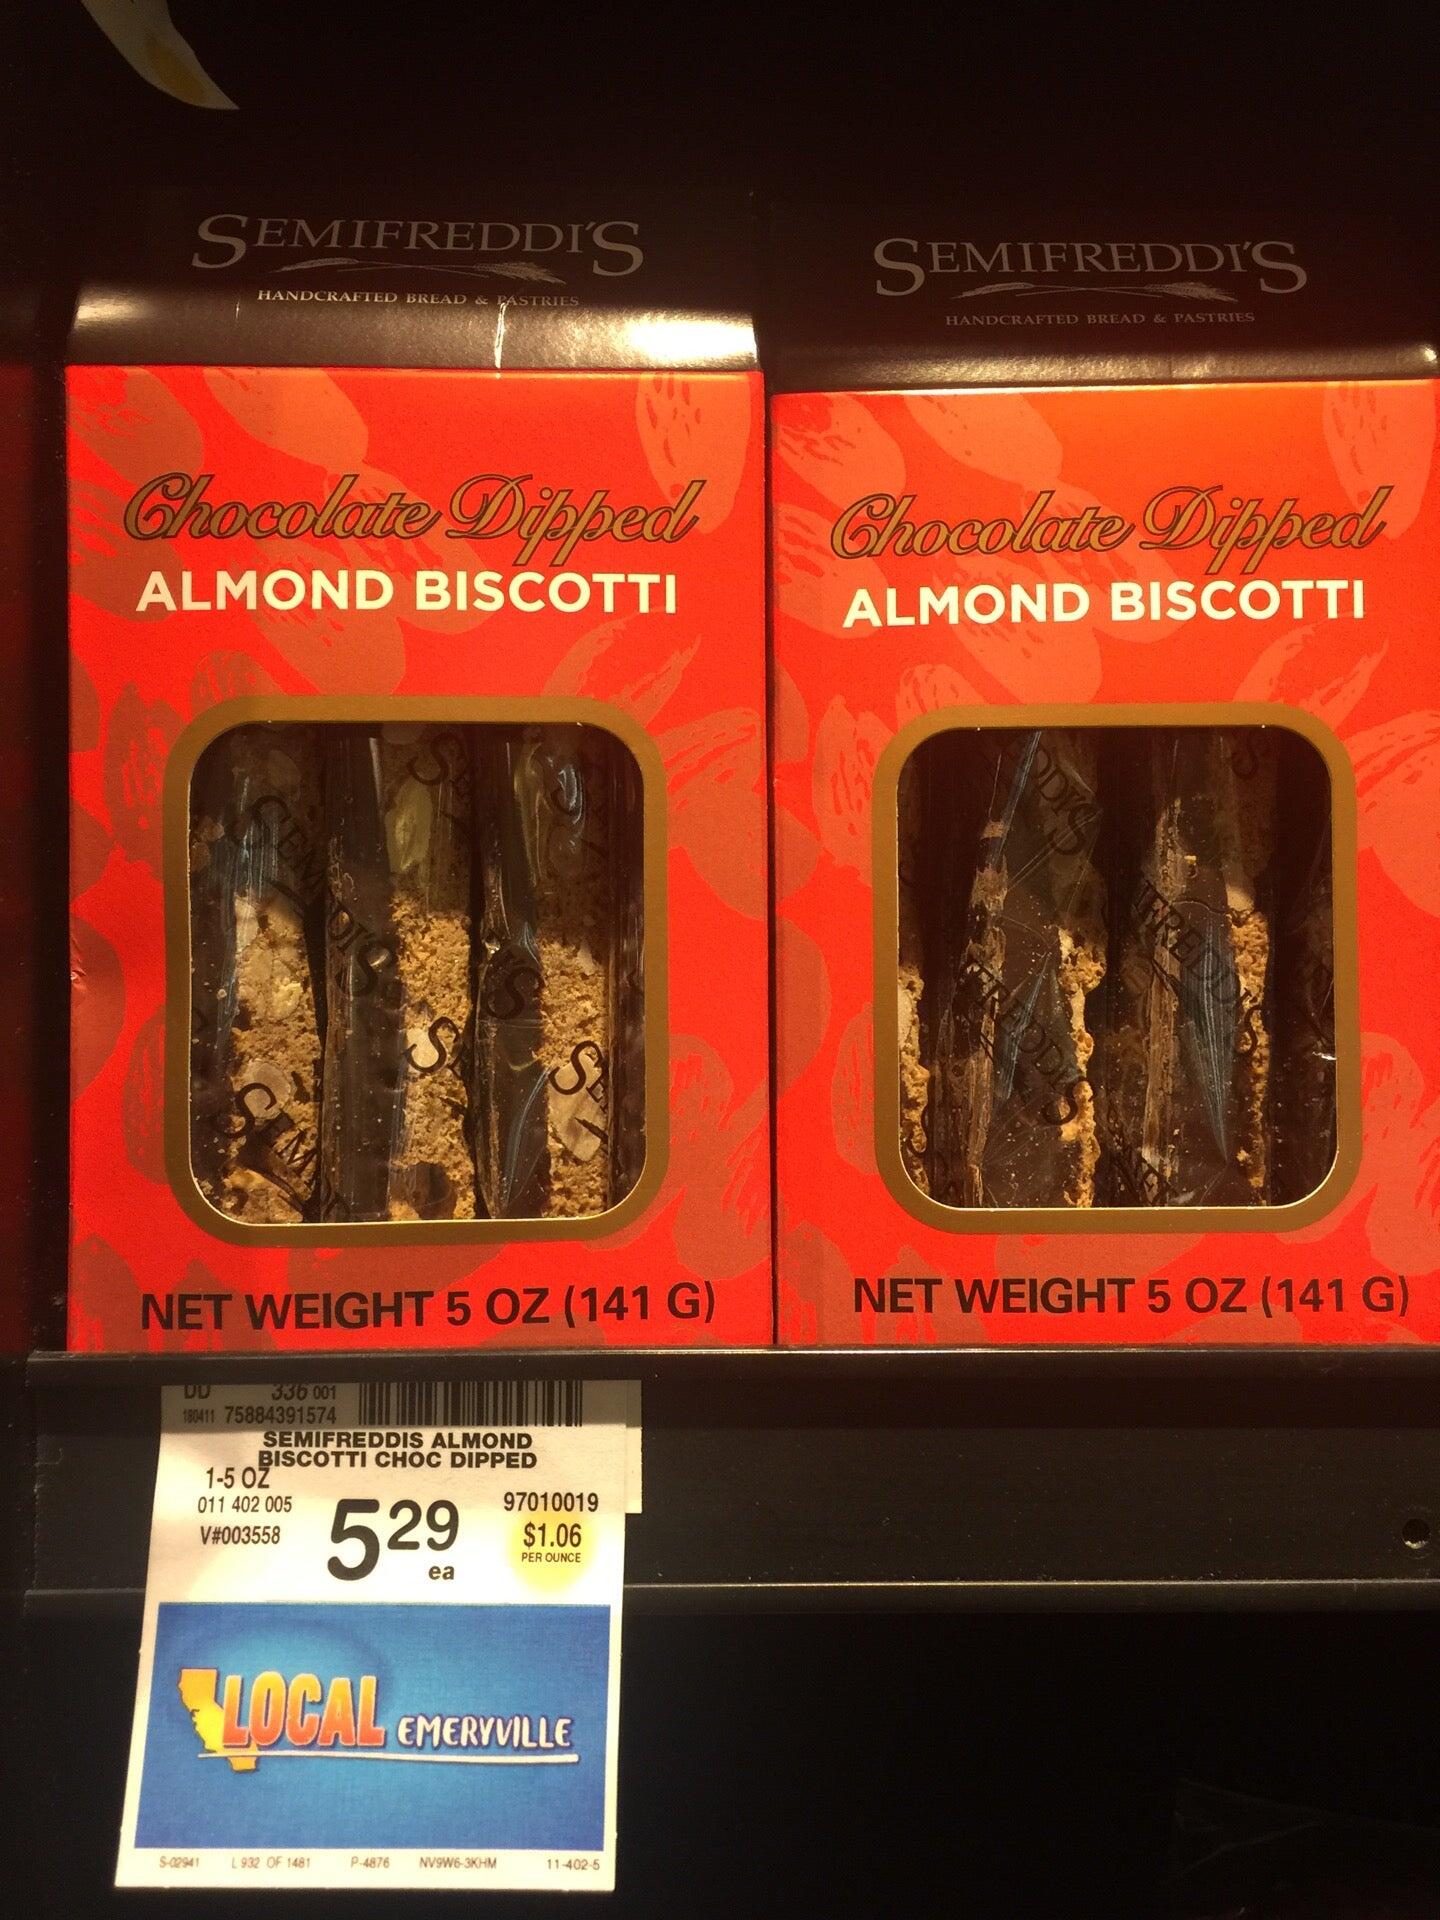 SEMIFREDDI'S
HANDCRAFTED BREAD & PASTRIES
Chocolate Dipped
ALMOND BISCOTTI
NET WEIGHT 5 OZ (141 G)
SEMIFREDDI'S
HANDCRAFTED BREAD & PASTRIES
Chocolate Dipped
ALMOND BISCOTTI
NET WEIGHT 5 OZ (141 G)
DD 336 001
180411 75884391574
SEMIFREDDIS ALMOND
BISCOTTI CHOC DIPPED
1-5 OZ
011 402 005
V#003558
5 29
ea
97010019
$1.06
PER OUNCE
LOCAL EMERYVILLE
S-02941 L 932 OF 1481 P-4876 NV9W6-3KHM 11-402-5